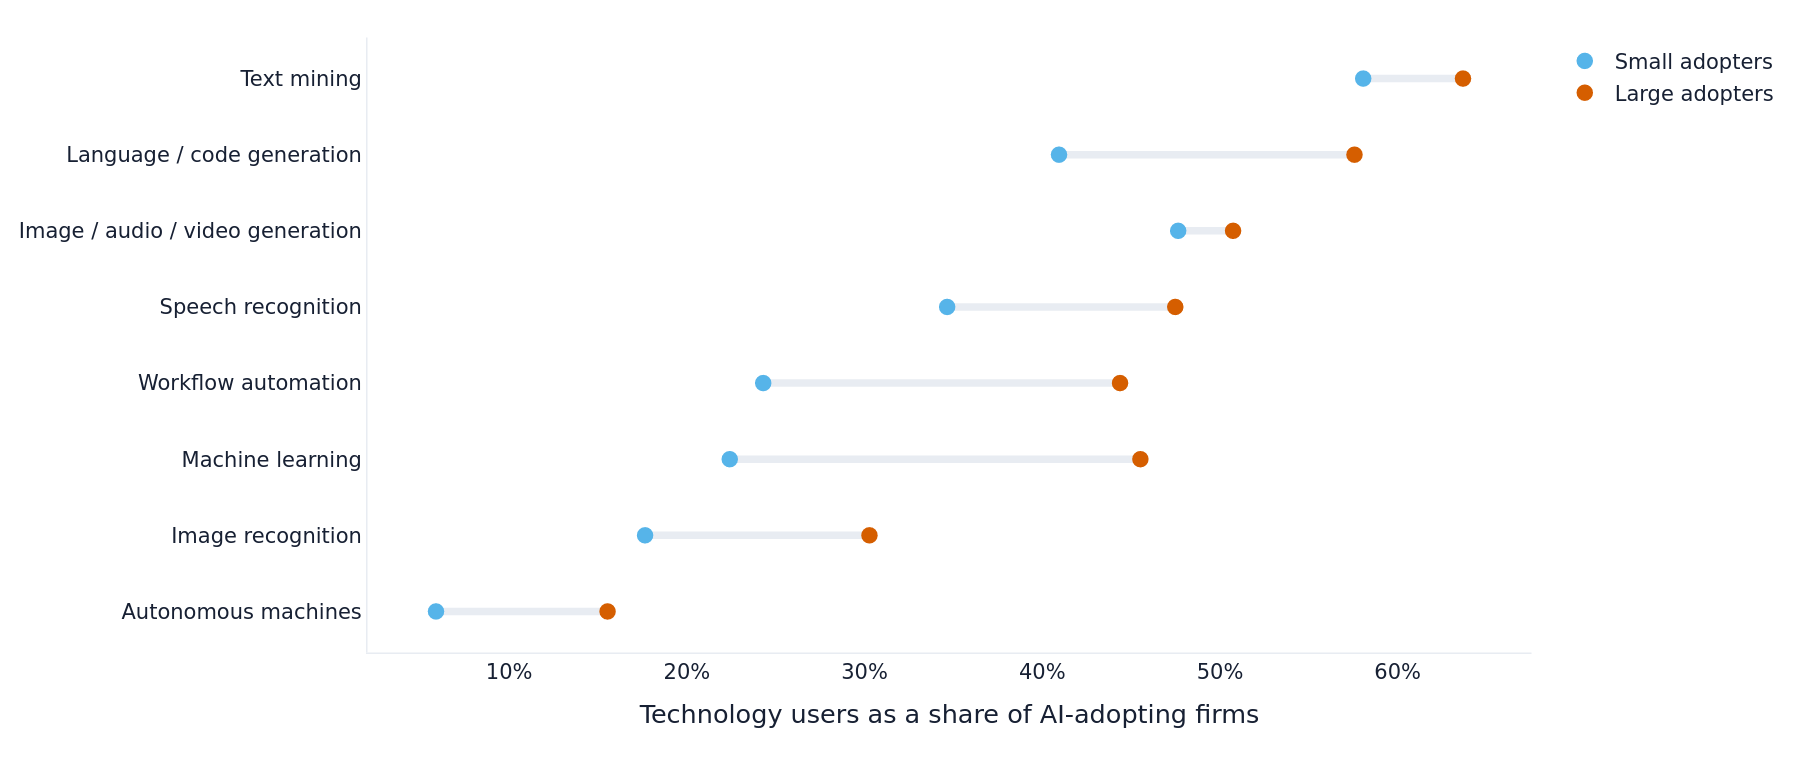 Text mining
Language / code generation
Image / audio / video generation
Speech recognition
Workflow automation
Machine learning
Image recognition
Autonomous machines
10% 20% 30% 40% 50% 60%
Technology users as a share of AI-adopting firms
Small adopters
Large adopters